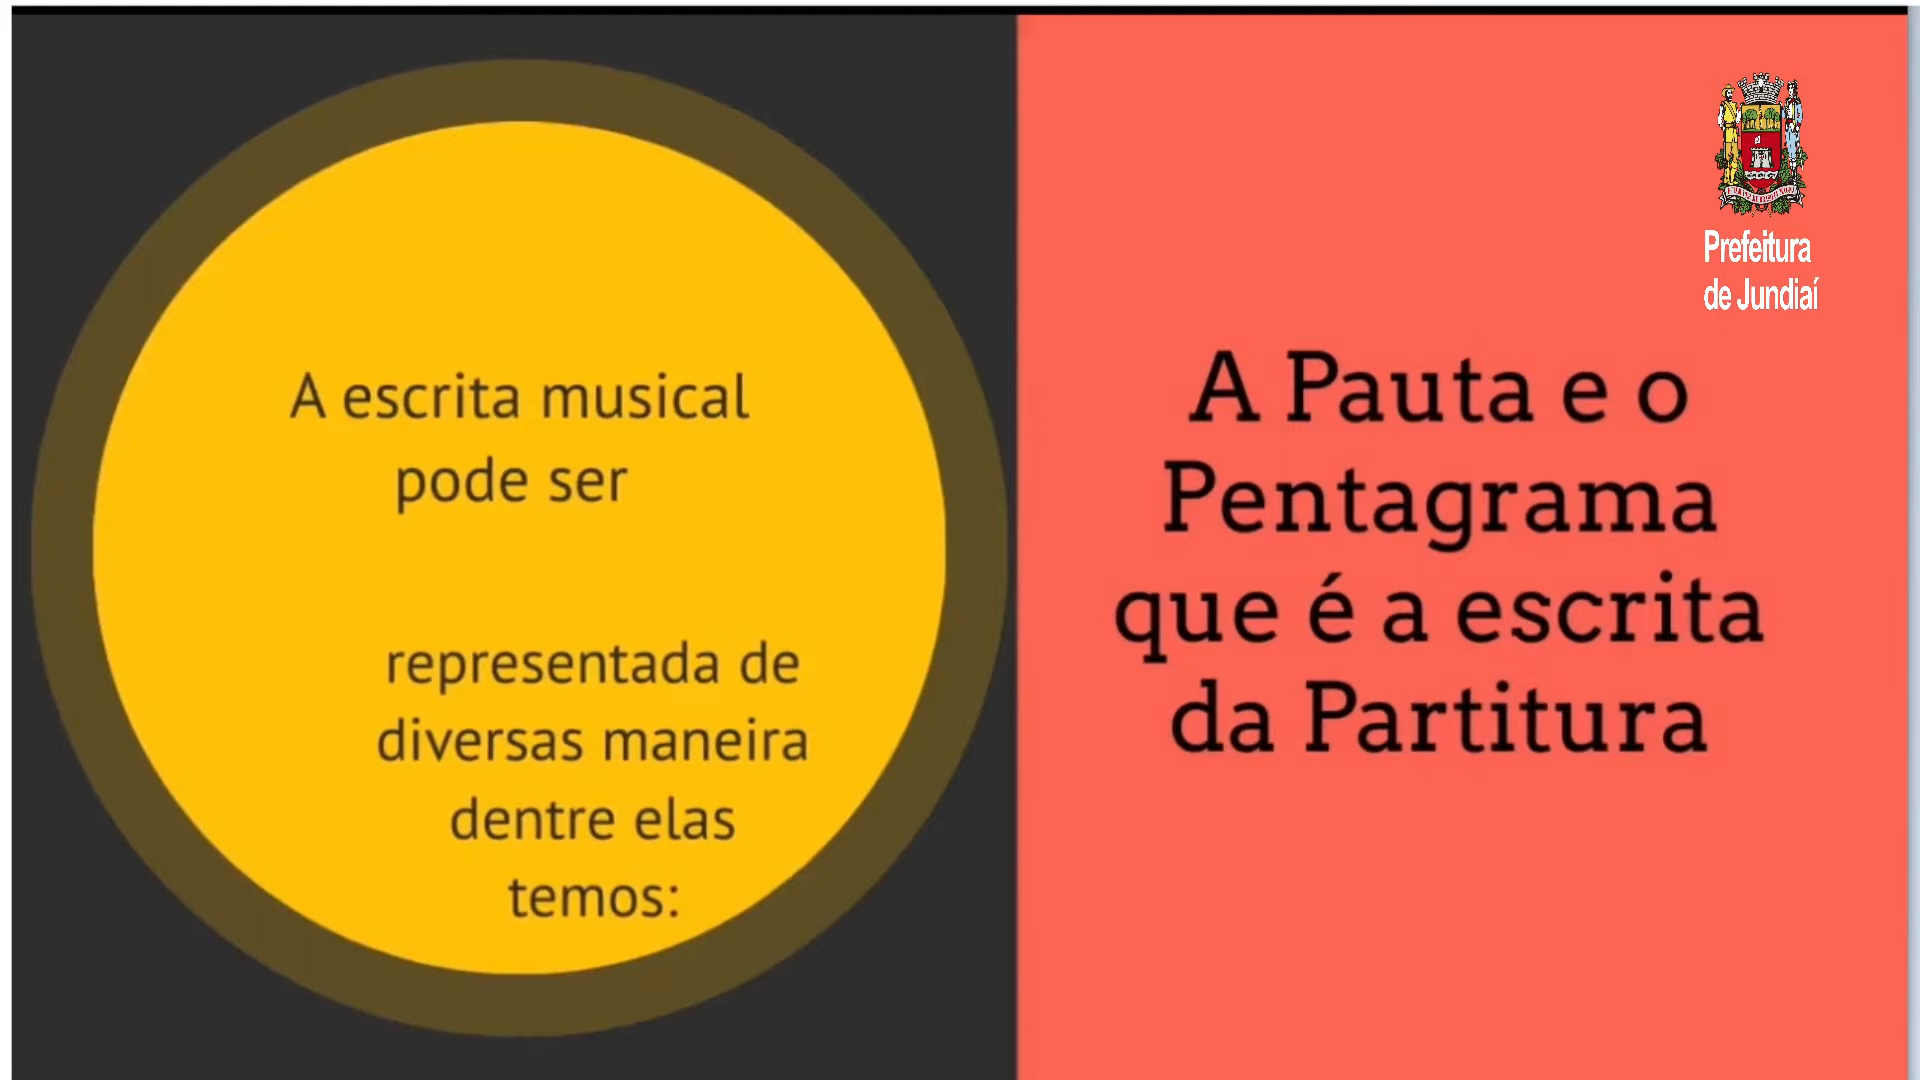 A escrita musical
pode ser
representada de
diversas maneira
dentre elas
temos:
Prefeitura
de Jundiaí
A Pauta e o
Pentagrama
que é a escrita
da Partitura